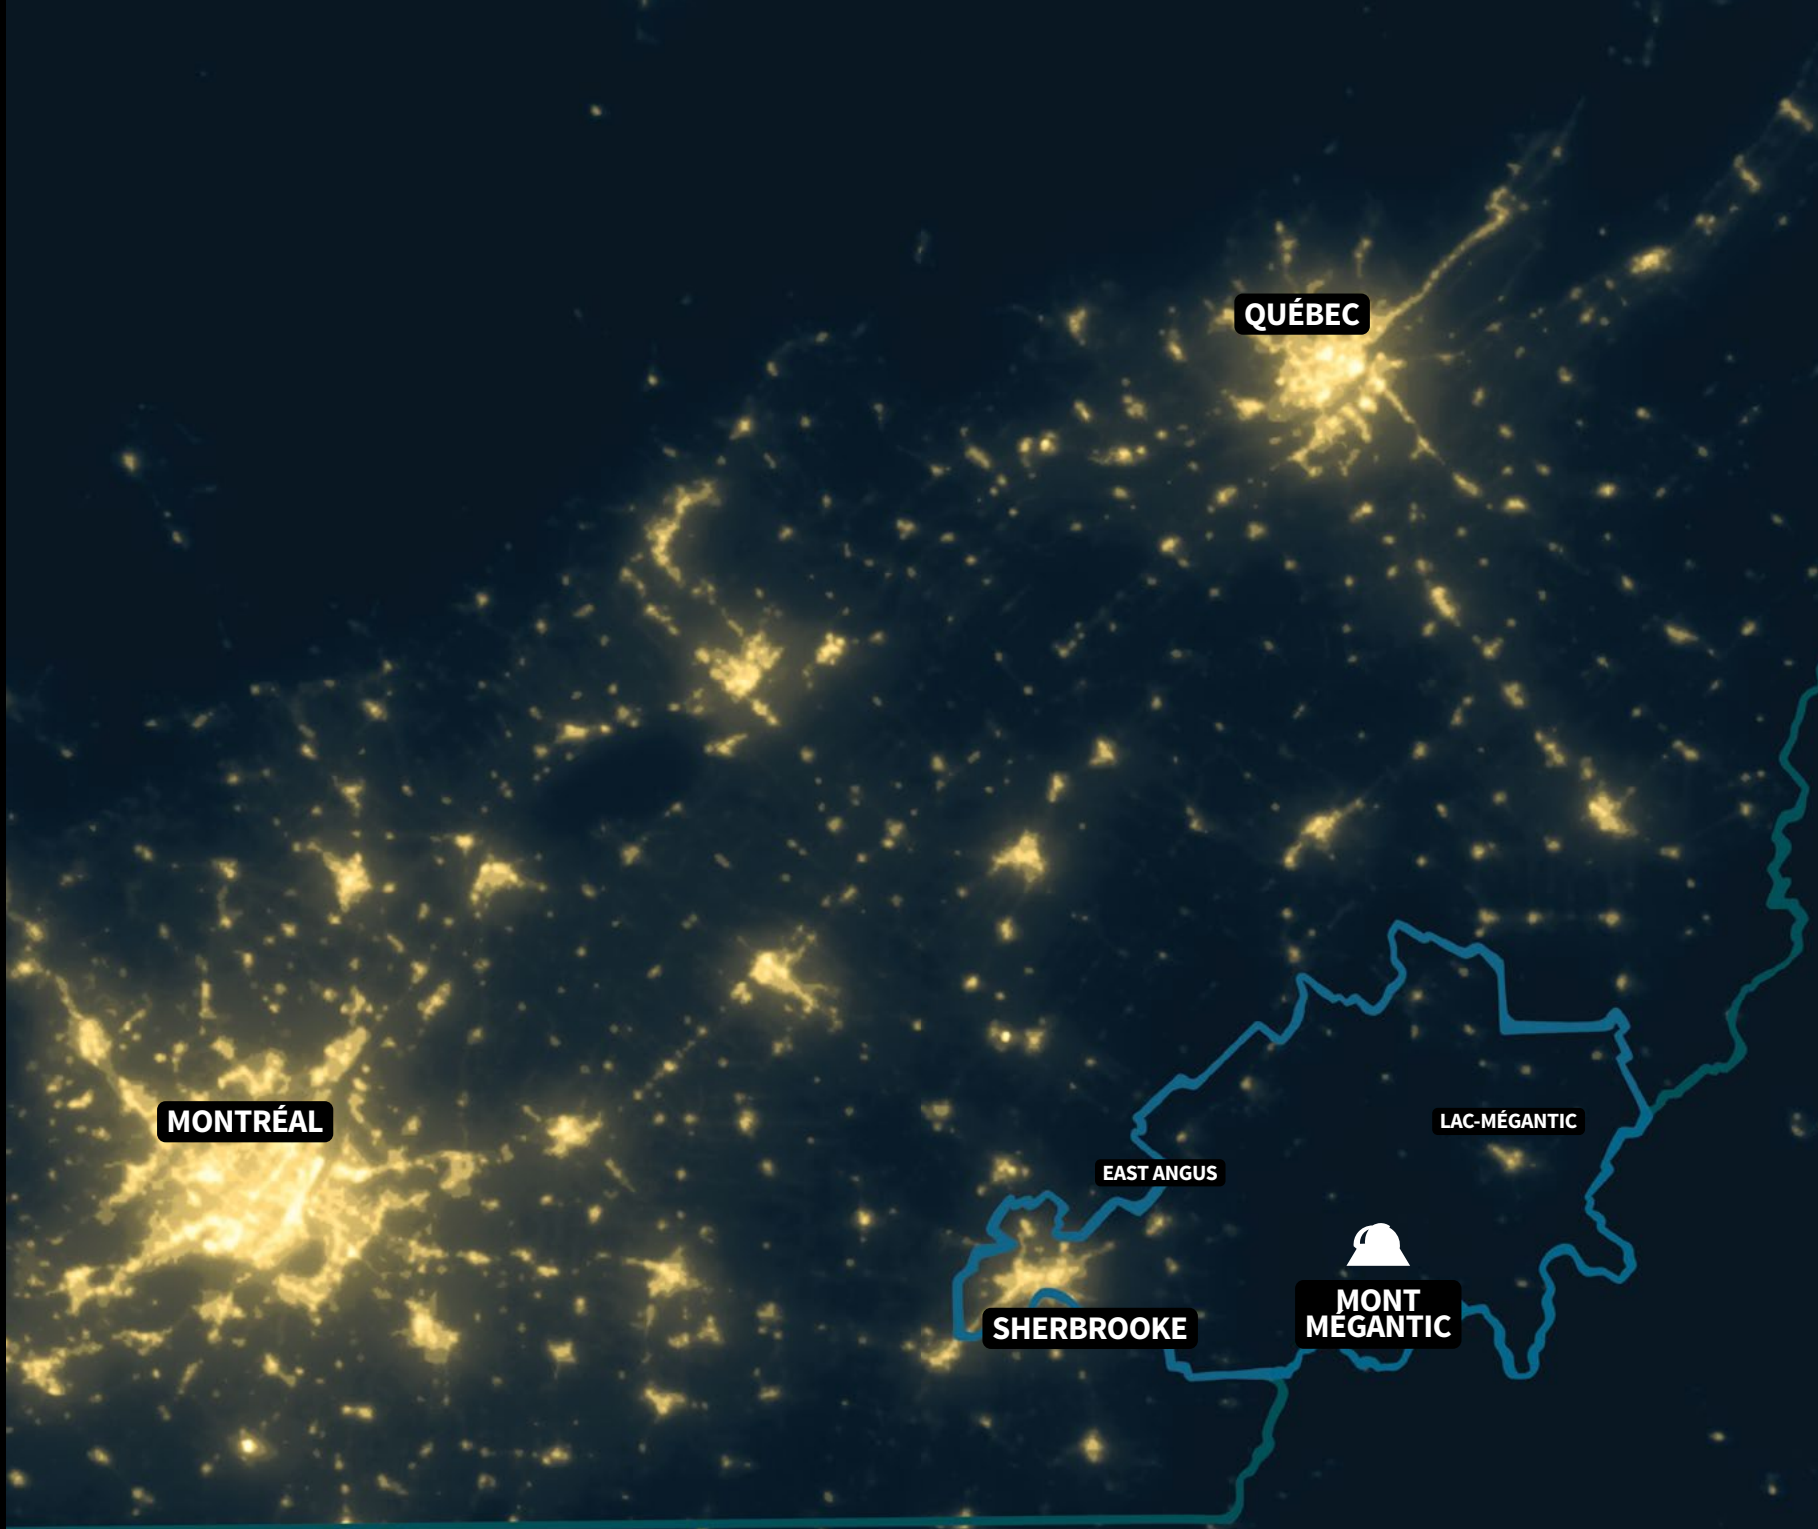 QUÉBEC
MONTRÉAL
LAC-MÉGANTIC
EAST ANGUS
SHERBROOKE
MONT
MÉGANTIC